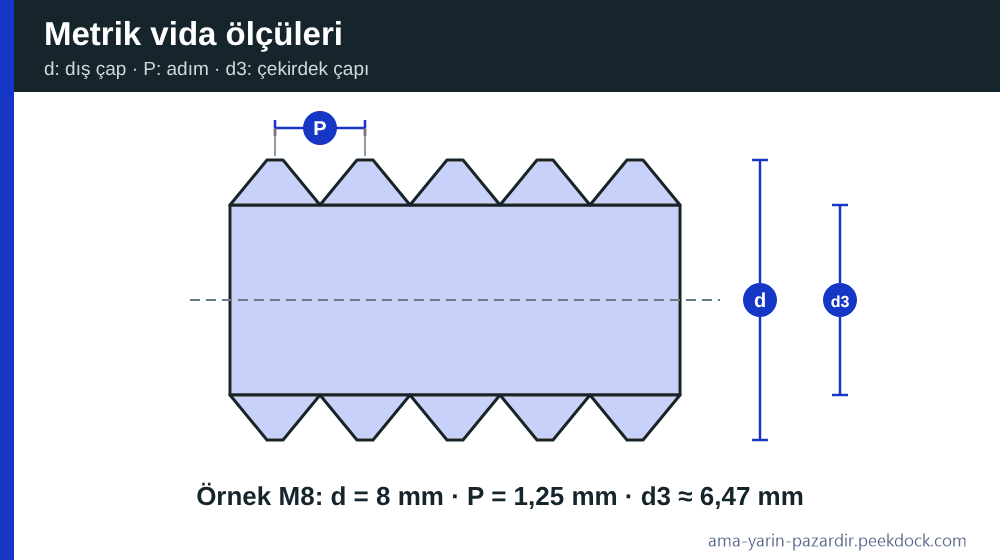 Metrik vida ölçüleri
d: dış çap · P: adım · d3: çekirdek çapı
P
d
d3
Örnek M8: d = 8 mm · P = 1,25 mm · d3 ≈ 6,47 mm
ama-yarin-pazardir.peekdock.com